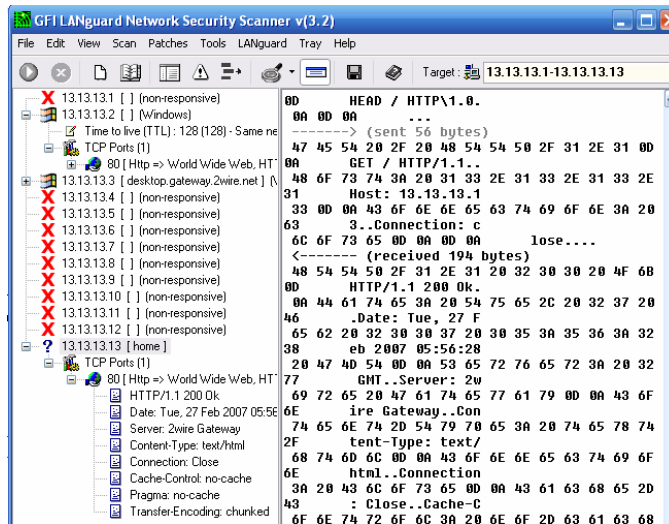 GFI LANguard Network Security Scanner v(3.2)
File Edit View Scan Patches Tools LANguard Tray Help
Target : 13.13.13.1-13.13.13.13
13.13.13.1 [ ] (non-responsive)
13.13.13.2 [ ] (Windows)
Time to live (TTL) : 128 (128) - Same ne
TCP Ports (1)
80 [ Http => World Wide Web, HT
13.13.13.3 [ desktop.gateway.2wire.net ] (\
13.13.13.4 [ ] (non-responsive)
13.13.13.5 [ ] (non-responsive)
13.13.13.6 [ ] (non-responsive)
13.13.13.7 [ ] (non-responsive)
13.13.13.8 [ ] (non-responsive)
13.13.13.9 [ ] (non-responsive)
13.13.13.10 [ ] (non-responsive)
13.13.13.11 [ ] (non-responsive)
13.13.13.12 [ ] (non-responsive)
13.13.13.13 [ home ]
TCP Ports (1)
80 [ Http => World Wide Web, HT
HTTP/1.1 200 Ok
Date: Tue, 27 Feb 2007 05:56
Server: 2wire Gateway
Content-Type: text/html
Connection: Close
Cache-Control: no-cache
Pragma: no-cache
Transfer-Encoding: chunked
0D HEAD / HTTP\1.0.
0A 0D 0A ...
-------> (sent 56 bytes)
47 45 54 20 2F 20 48 54 54 50 2F 31 2E 31 0D
0A GET / HTTP/1.1..
48 6F 73 74 3A 20 31 33 2E 31 33 2E 31 33 2E
31 Host: 13.13.13.1
33 0D 0A 43 6F 6E 6E 65 63 74 69 6F 6E 3A 20
63 3..Connection: c
6C 6F 73 65 0D 0A 0D 0A lose....
<------- (received 194 bytes)
48 54 54 50 2F 31 2E 31 20 32 30 30 20 4F 6B
0D HTTP/1.1 200 Ok.
0A 44 61 74 65 3A 20 54 75 65 2C 20 32 37 20
46 .Date: Tue, 27 F
65 62 20 32 30 30 37 20 30 35 3A 35 36 3A 32
38 eb 2007 05:56:28
20 47 4D 54 0D 0A 53 65 72 76 65 72 3A 20 32
77 GMT..Server: 2w
69 72 65 20 47 61 74 65 77 61 79 0D 0A 43 6F
6E ire Gateway..Con
74 65 6E 74 2D 54 79 70 65 3A 20 74 65 78 74
2F tent-Type: text/
68 74 6D 6C 0D 0A 43 6F 6E 6E 65 63 74 69 6F
6E html..Connection
3A 20 43 6C 6F 73 65 0D 0A 43 61 63 68 65 2D
43 : Close..Cache-C
6F 6E 74 72 6F 6C 3A 20 6E 6F 2D 63 61 63 68